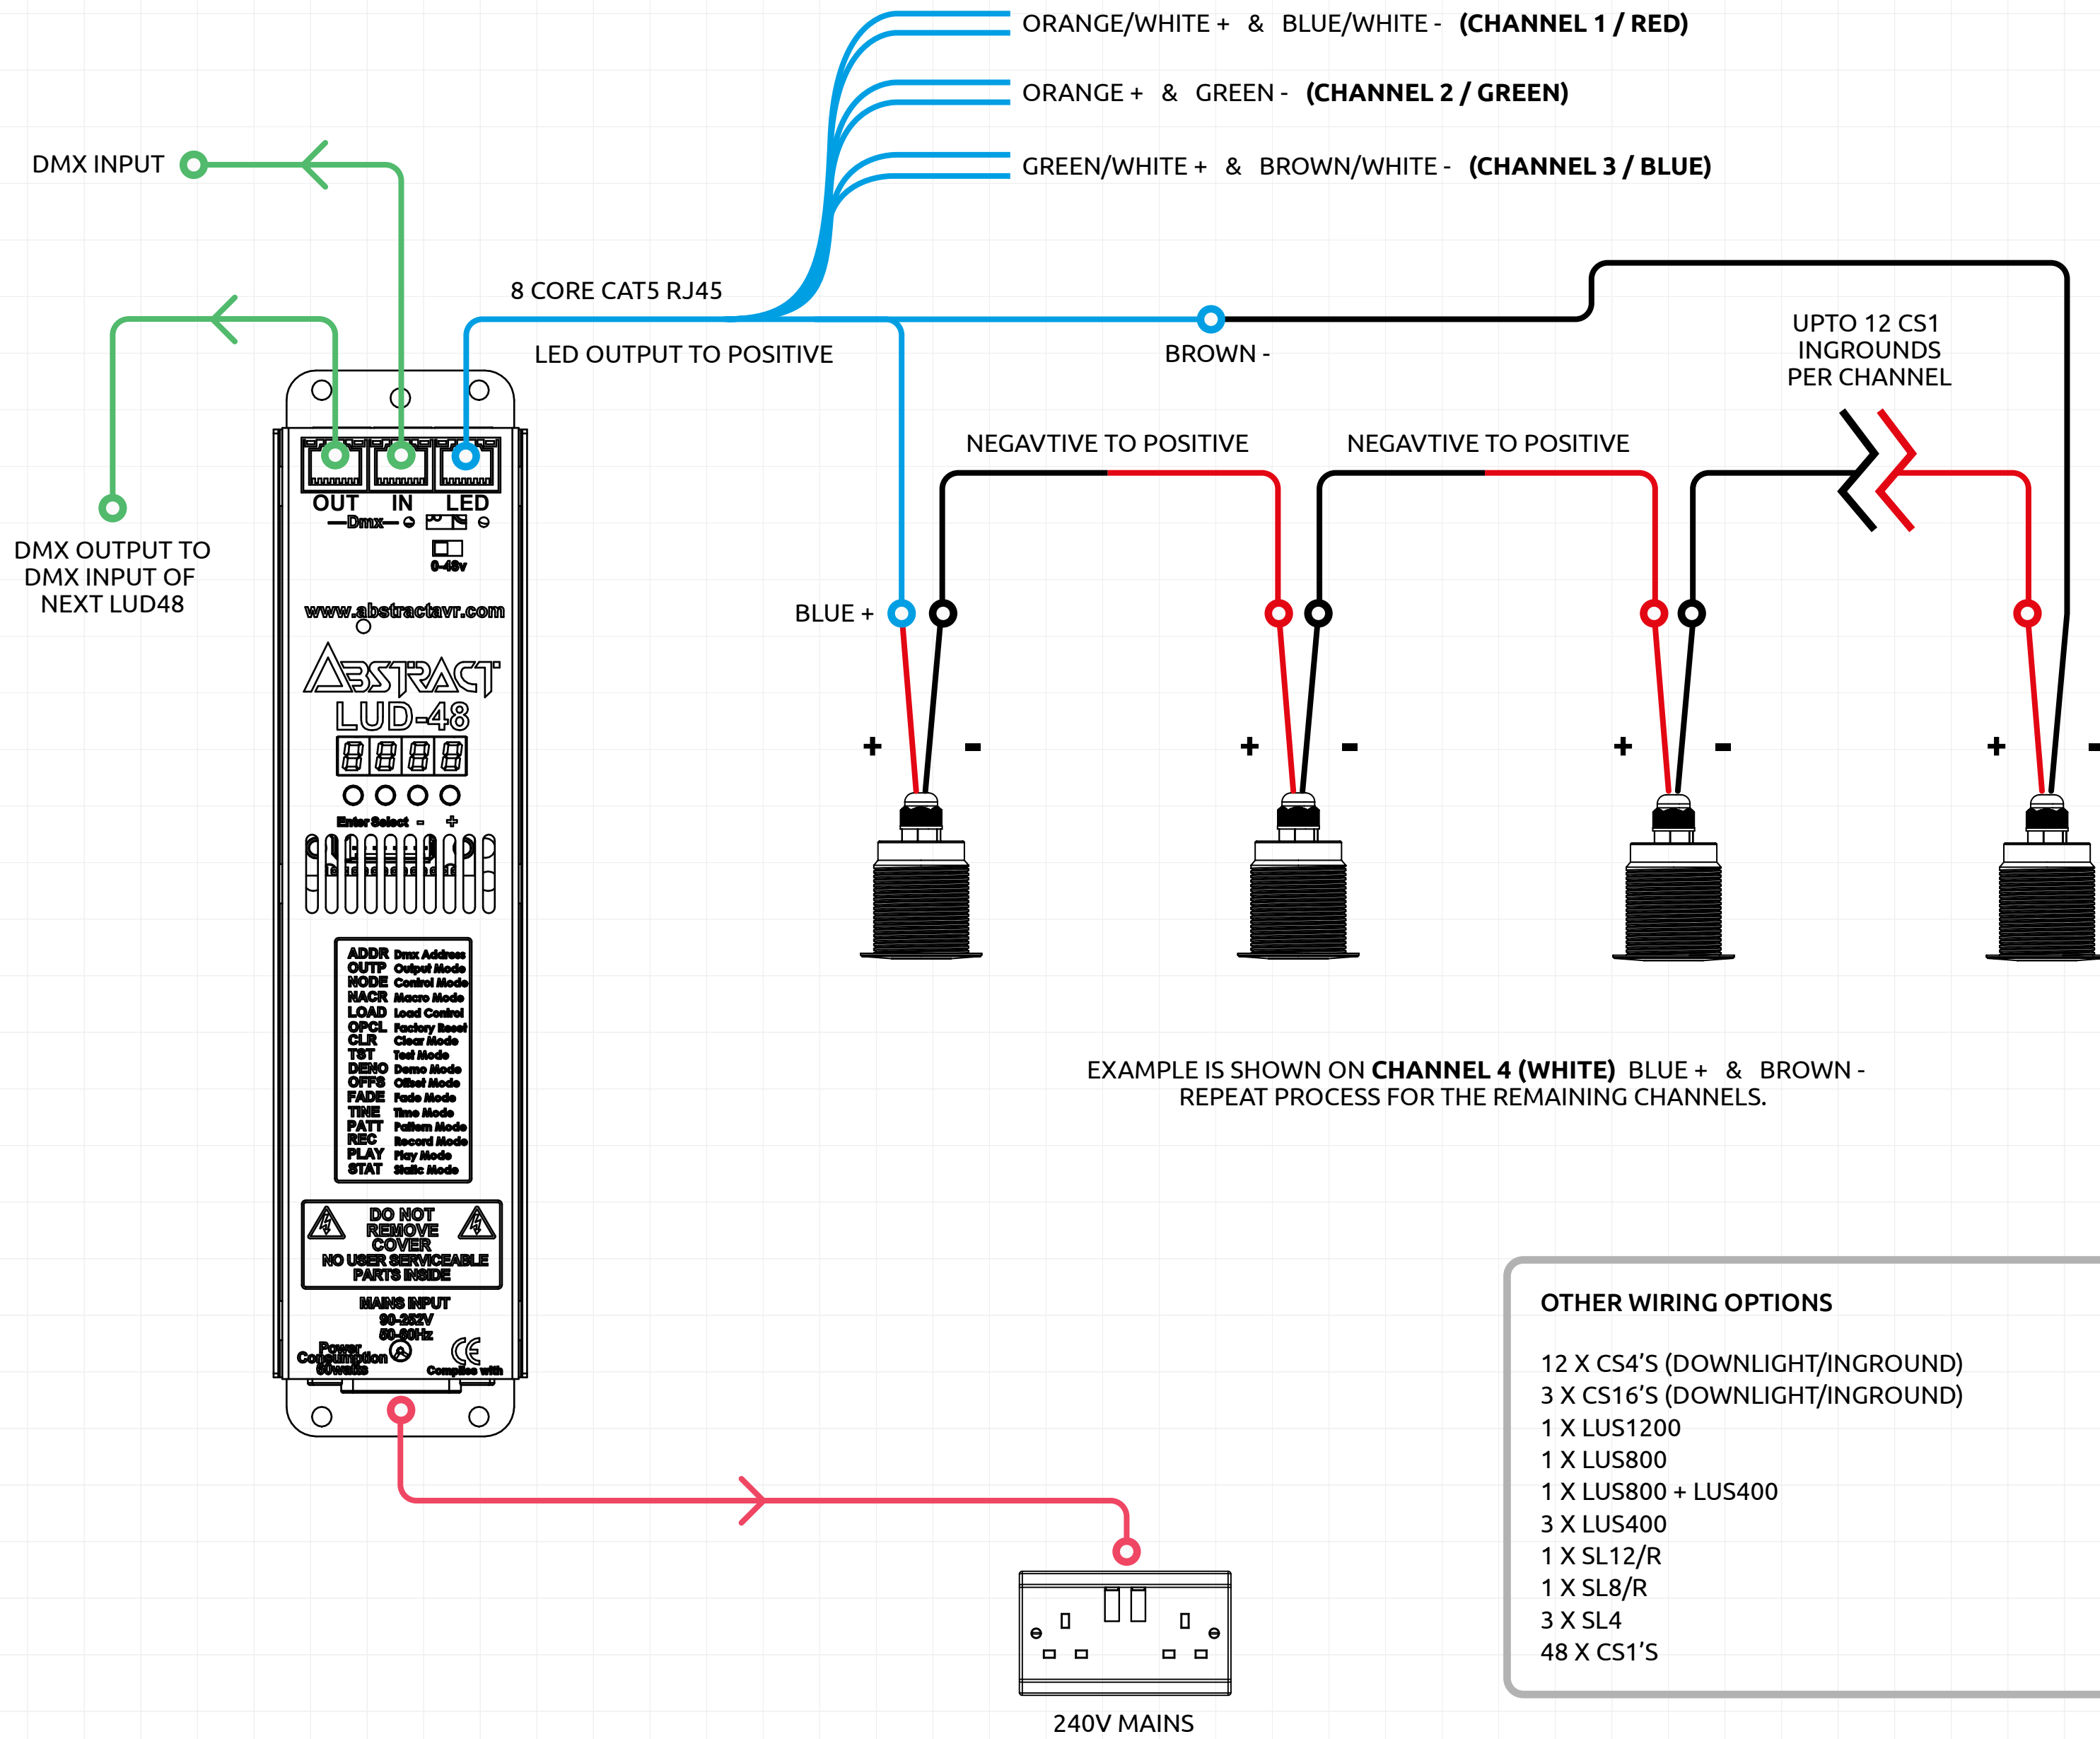 ORANGE/WHITE + & BLUE/WHITE - (CHANNEL 1 / RED)
ORANGE + & GREEN - (CHANNEL 2 / GREEN)
GREEN/WHITE + & BROWN/WHITE - (CHANNEL 3 / BLUE)
DMX INPUT
8 CORE CAT5 RJ45
LED OUTPUT TO POSITIVE
BROWN -
UPTO 12 CS1
INGROUNDS
PER CHANNEL
NEGAVTIVE TO POSITIVE
NEGAVTIVE TO POSITIVE
DMX OUTPUT TO
DMX INPUT OF
NEXT LUD48
BLUE +
+ -
+ -
+ -
+ -
OUT IN LED
Dmx
0-48v
www.abstractavr.com
ABSTRACT
LUD-48
8888
Enter Select - +
ADDR Dmx Address
OUTP Output Mode
NODE Control Mode
NACR Macro Mode
LOAD Load Control
OPCL Factory Reset
CLR Clear Mode
TST Test Mode
DENO Demo Mode
OFFS Offset Mode
FADE Fade Mode
TINE Time Mode
PATT Pattern Mode
REC Record Mode
PLAY Play Mode
STAT Static Mode
DO NOT
REMOVE
COVER
NO USER SERVICEABLE
PARTS INSIDE
MAINS INPUT
90-252V
50-60Hz
Power
Consumption
60watts
CE
Complies with
EXAMPLE IS SHOWN ON CHANNEL 4 (WHITE) BLUE + & BROWN -
REPEAT PROCESS FOR THE REMAINING CHANNELS.
240V MAINS
OTHER WIRING OPTIONS
12 X CS4’S (DOWNLIGHT/INGROUND)
3 X CS16’S (DOWNLIGHT/INGROUND)
1 X LUS1200
1 X LUS800
1 X LUS800 + LUS400
3 X LUS400
1 X SL12/R
1 X SL8/R
3 X SL4
48 X CS1’S